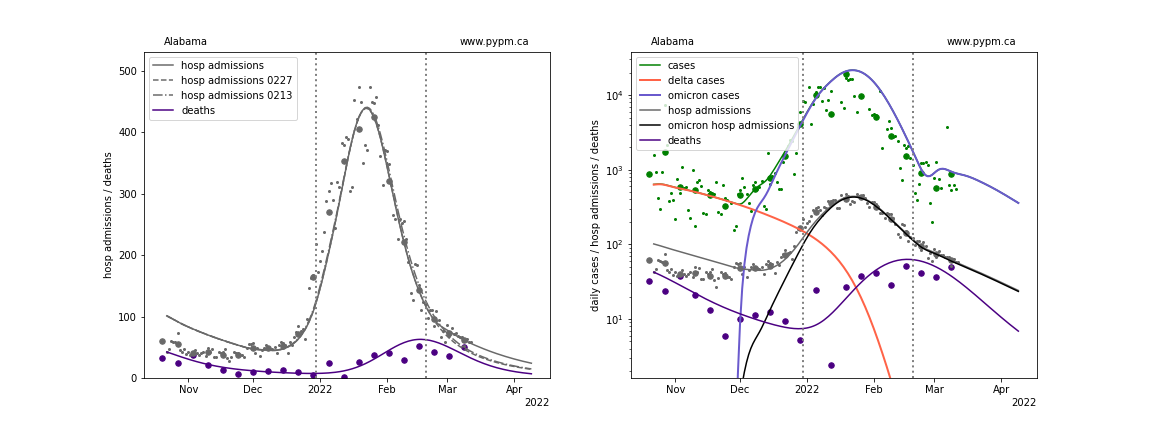 Alabama
www.pypm.ca
hosp admissions
hosp admissions 0227
hosp admissions 0213
deaths
hosp admissions / deaths
500
400
300
200
100
0
Nov
Dec
2022
Feb
Mar
Apr
2022
Alabama
www.pypm.ca
cases
delta cases
omicron cases
hosp admissions
omicron hosp admissions
deaths
daily cases / hosp admissions / deaths
10⁴
10³
10²
10¹
Nov
Dec
2022
Feb
Mar
Apr
2022